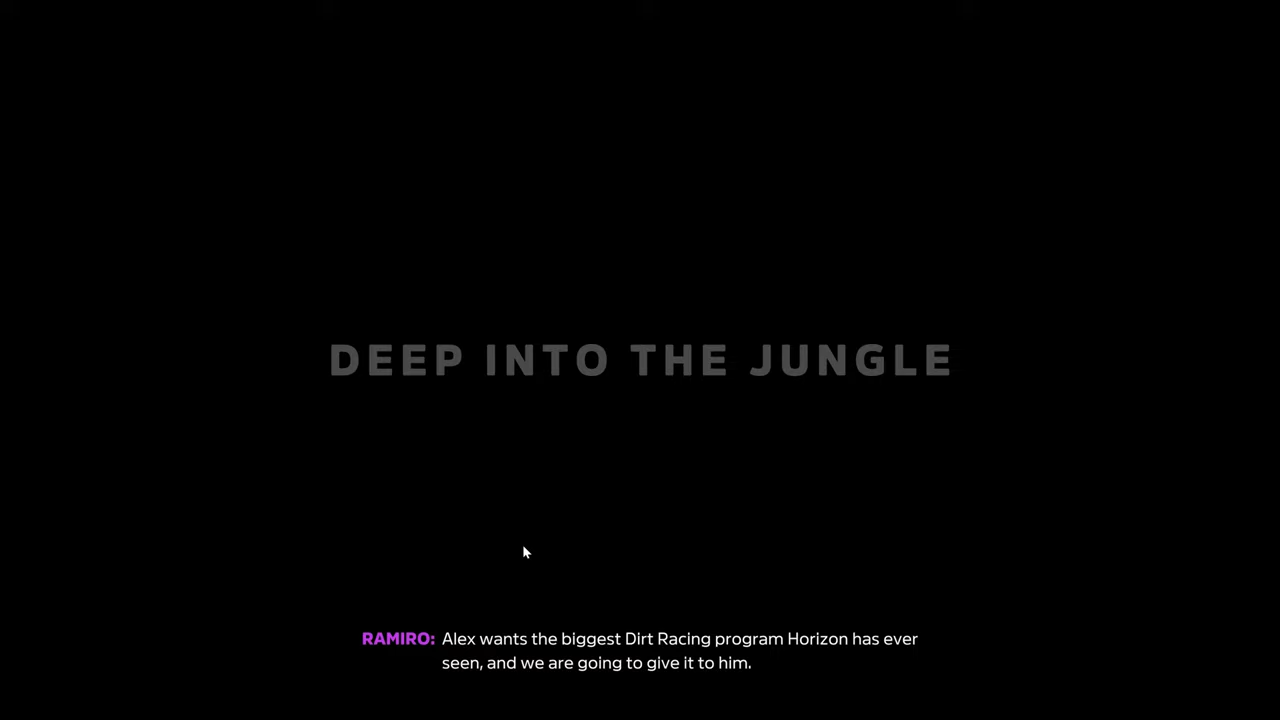 DEEP INTO THE JUNGLE
RAMIRO: Alex wants the biggest Dirt Racing program Horizon has ever
seen, and we are going to give it to him.